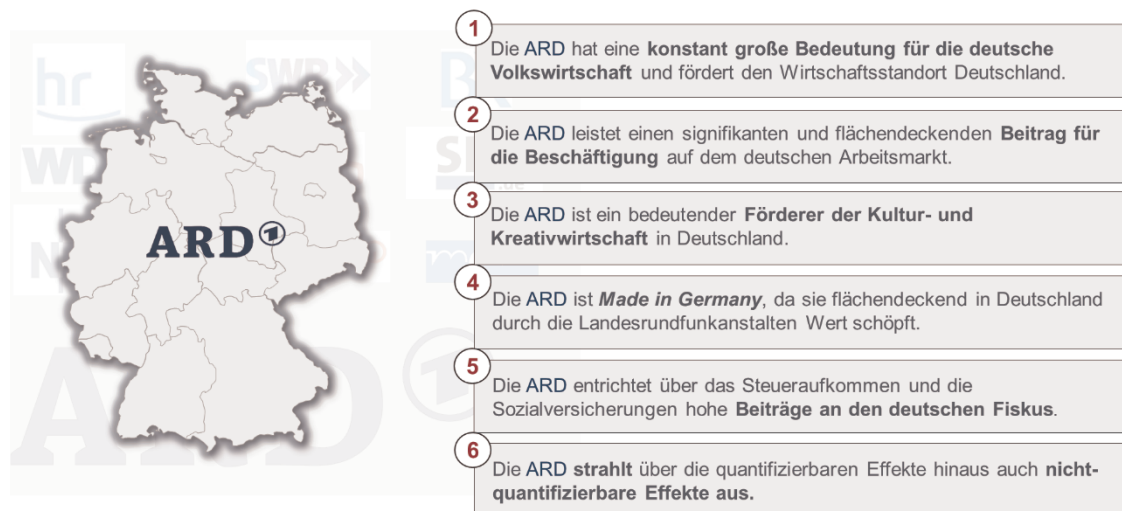 hr
SWR»
WD
ARD
1
Die ARD hat eine konstant große Bedeutung für die deutsche
Volkswirtschaft und fördert den Wirtschaftsstandort Deutschland.
2
Die ARD leistet einen signifikanten und flächendeckenden Beitrag für
die Beschäftigung auf dem deutschen Arbeitsmarkt.
3
Die ARD ist ein bedeutender Förderer der Kultur- und
Kreativwirtschaft in Deutschland.
4
Die ARD ist Made in Germany, da sie flächendeckend in Deutschland
durch die Landesrundfunkanstalten Wert schöpft.
5
Die ARD entrichtet über das Steueraufkommen und die
Sozialversicherungen hohe Beiträge an den deutschen Fiskus.
6
Die ARD strahlt über die quantifizierbaren Effekte hinaus auch nicht-
quantifizierbare Effekte aus.
ARD